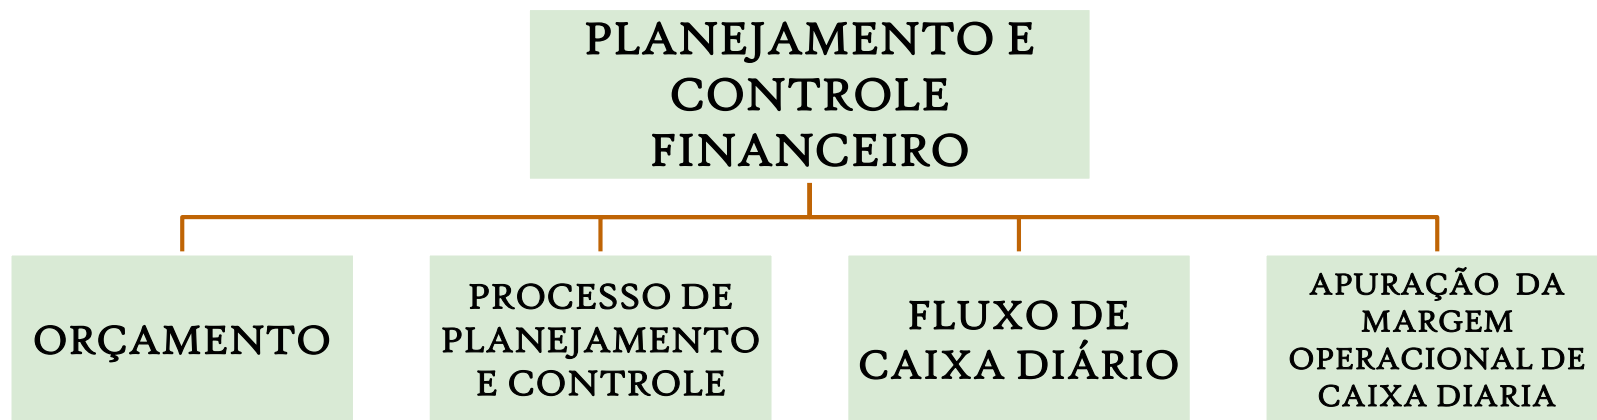 PLANEJAMENTO E
CONTROLE
FINANCEIRO
ORÇAMENTO
PROCESSO DE
PLANEJAMENTO
E CONTROLE
FLUXO DE
CAIXA DIÁRIO
APURAÇÃO DA
MARGEM
OPERACIONAL DE
CAIXA DIARIA